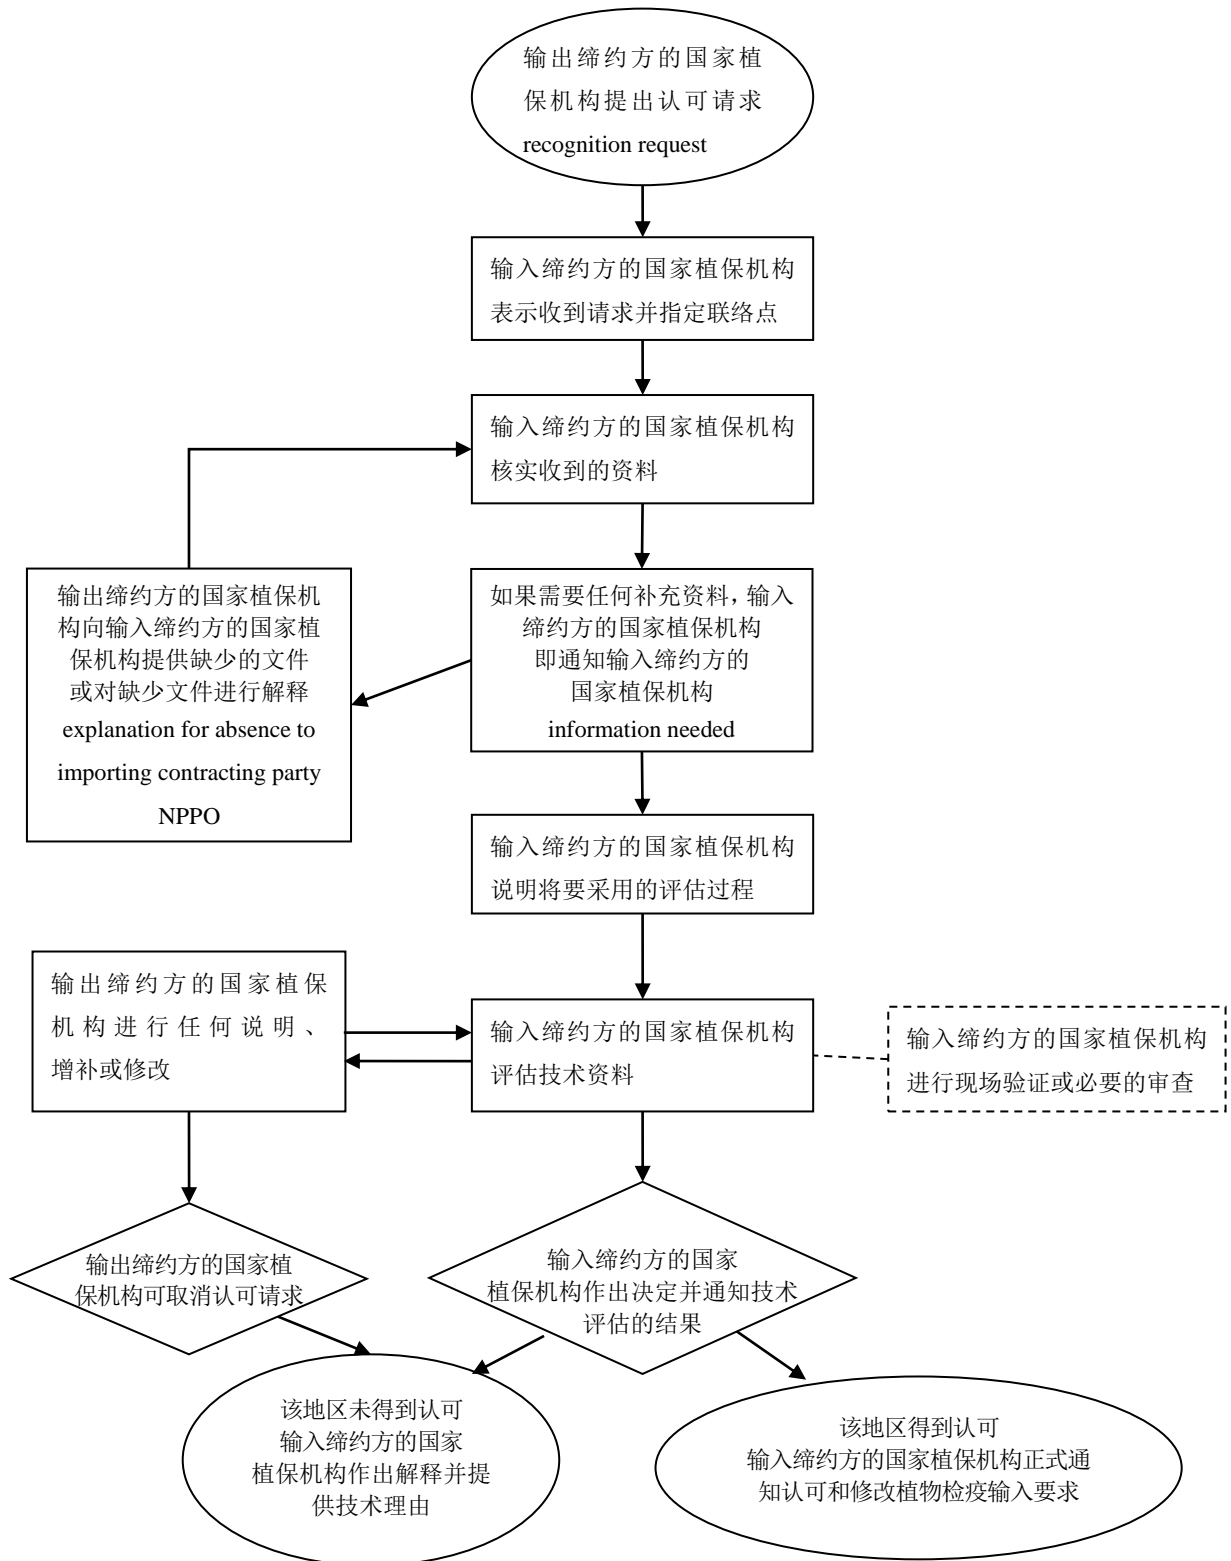 输出缔约方的国家植
保机构提出认可请求
recognition request
输入缔约方的国家植保机构
表示收到请求并指定联络点
输入缔约方的国家植保机构
核实收到的资料
输出缔约方的国家植保机
构向输入缔约方的国家植
保机构提供缺少的文件
或对缺少文件进行解释
explanation for absence to
importing contracting party
NPPO
如果需要任何补充资料，输入
缔约方的国家植保机构
即通知输入缔约方的
国家植保机构
information needed
输入缔约方的国家植保机构
说明将要采用的评估过程
输出缔约方的国家植保
机构进行任何说明、
增补或修改
输入缔约方的国家植保机构
评估技术资料
输入缔约方的国家植保机构
进行现场验证或必要的审查
输出缔约方的国家植
保机构可取消认可请求
输入缔约方的国家
植保机构作出决定并通知技术
评估的结果
该地区未得到认可
输入缔约方的国家
植保机构作出解释并提
供技术理由
该地区得到认可
输入缔约方的国家植保机构正式通
知认可和修改植物检疫输入要求